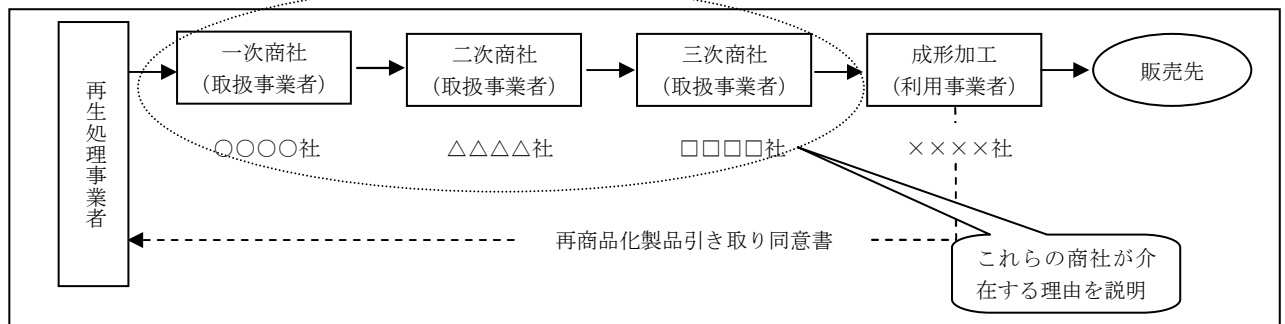 再生処理事業者
一次商社
（取扱事業者）
二次商社
（取扱事業者）
三次商社
（取扱事業者）
成形加工
（利用事業者）
販売先
○○○○社
△△△△社
□□□□社
××××社
再商品化製品引き取り同意書
これらの商社が介
在する理由を説明